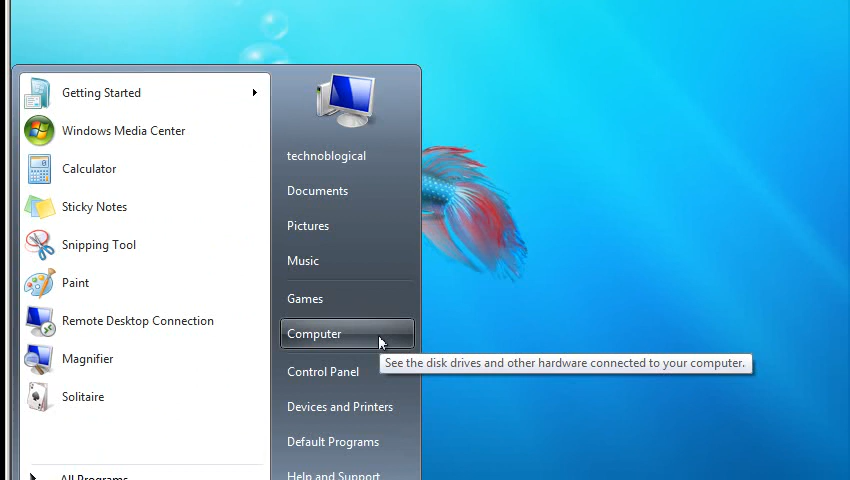 Getting Started
Windows Media Center
Calculator
Sticky Notes
Snipping Tool
Paint
Remote Desktop Connection
Magnifier
Solitaire
All Programs
technoblogical
Documents
Pictures
Music
Games
Computer
See the disk drives and other hardware connected to your computer.
Control Panel
Devices and Printers
Default Programs
Help and Support